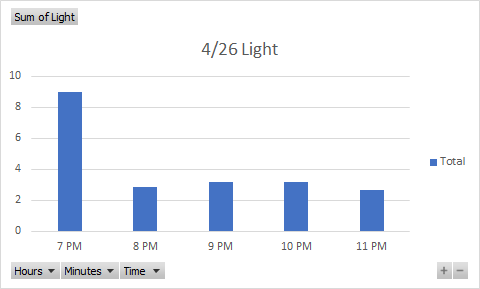 Sum of Light
4/26 Light
10
8
6
4
2
0
7 PM 8 PM 9 PM 10 PM 11 PM
Total
Hours Minutes Time + −